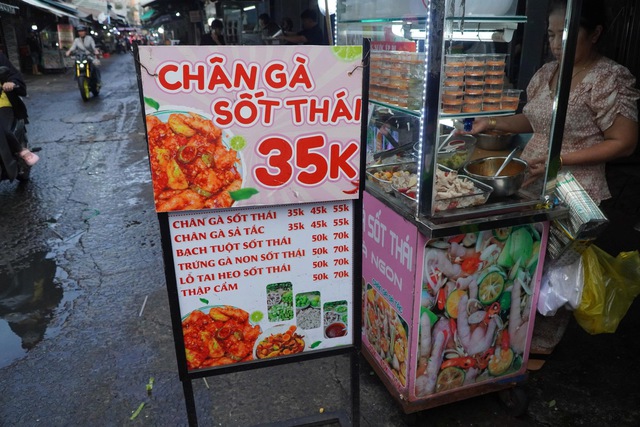 CHÂN GÀ
SỐT THÁI
35K
CHÂN GÀ SỐT THÁI 35k 45k 55k
CHÂN GÀ SẢ TẮC 35k 45k 55k
BẠCH TUỘT SỐT THÁI 50k 70k
TRỨNG GÀ NON SỐT THÁI 50k 70k
LỖ TAI HEO SỐT THÁI 50k 70k
THẬP CẨM 50k 70k
SỐT THÁI
NGON